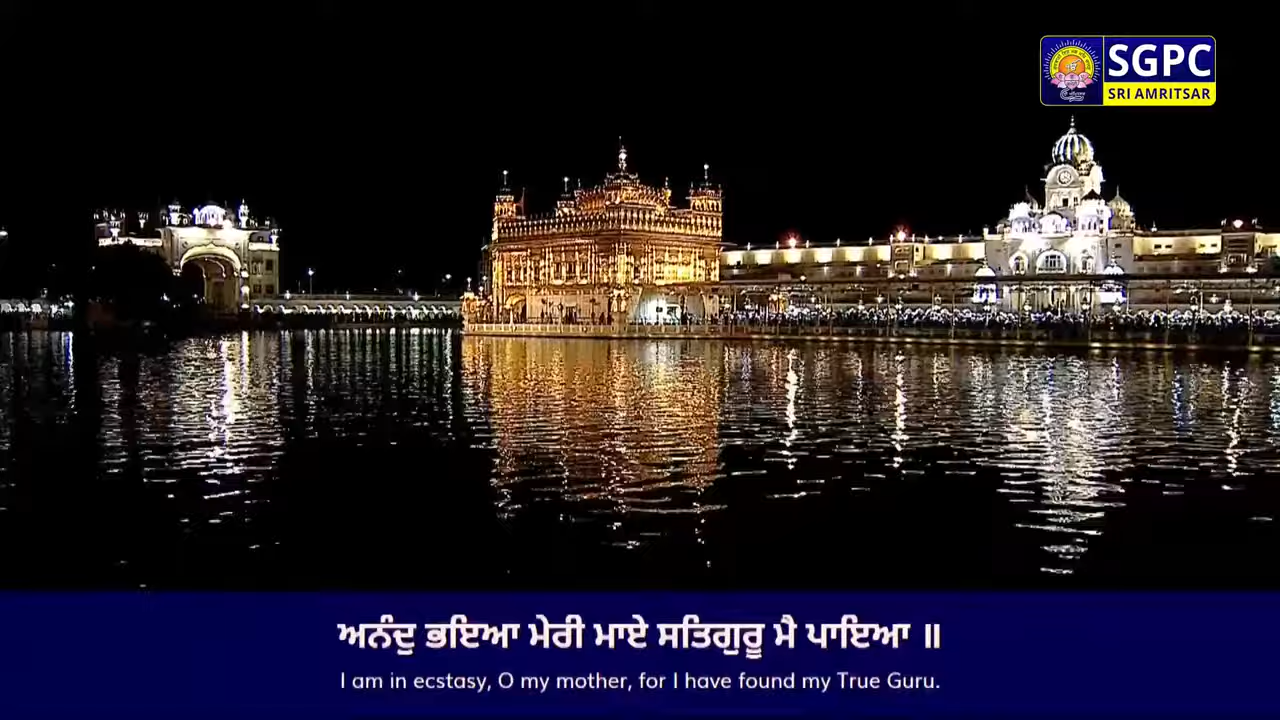 SGPC
SRI AMRITSAR
ਅਨੰਦੁ ਭਇਆ ਮੇਰੀ ਮਾਏ ਸਤਿਗੁਰੂ ਮੈ ਪਾਇਆ ॥
I am in ecstasy, O my mother, for I have found my True Guru.